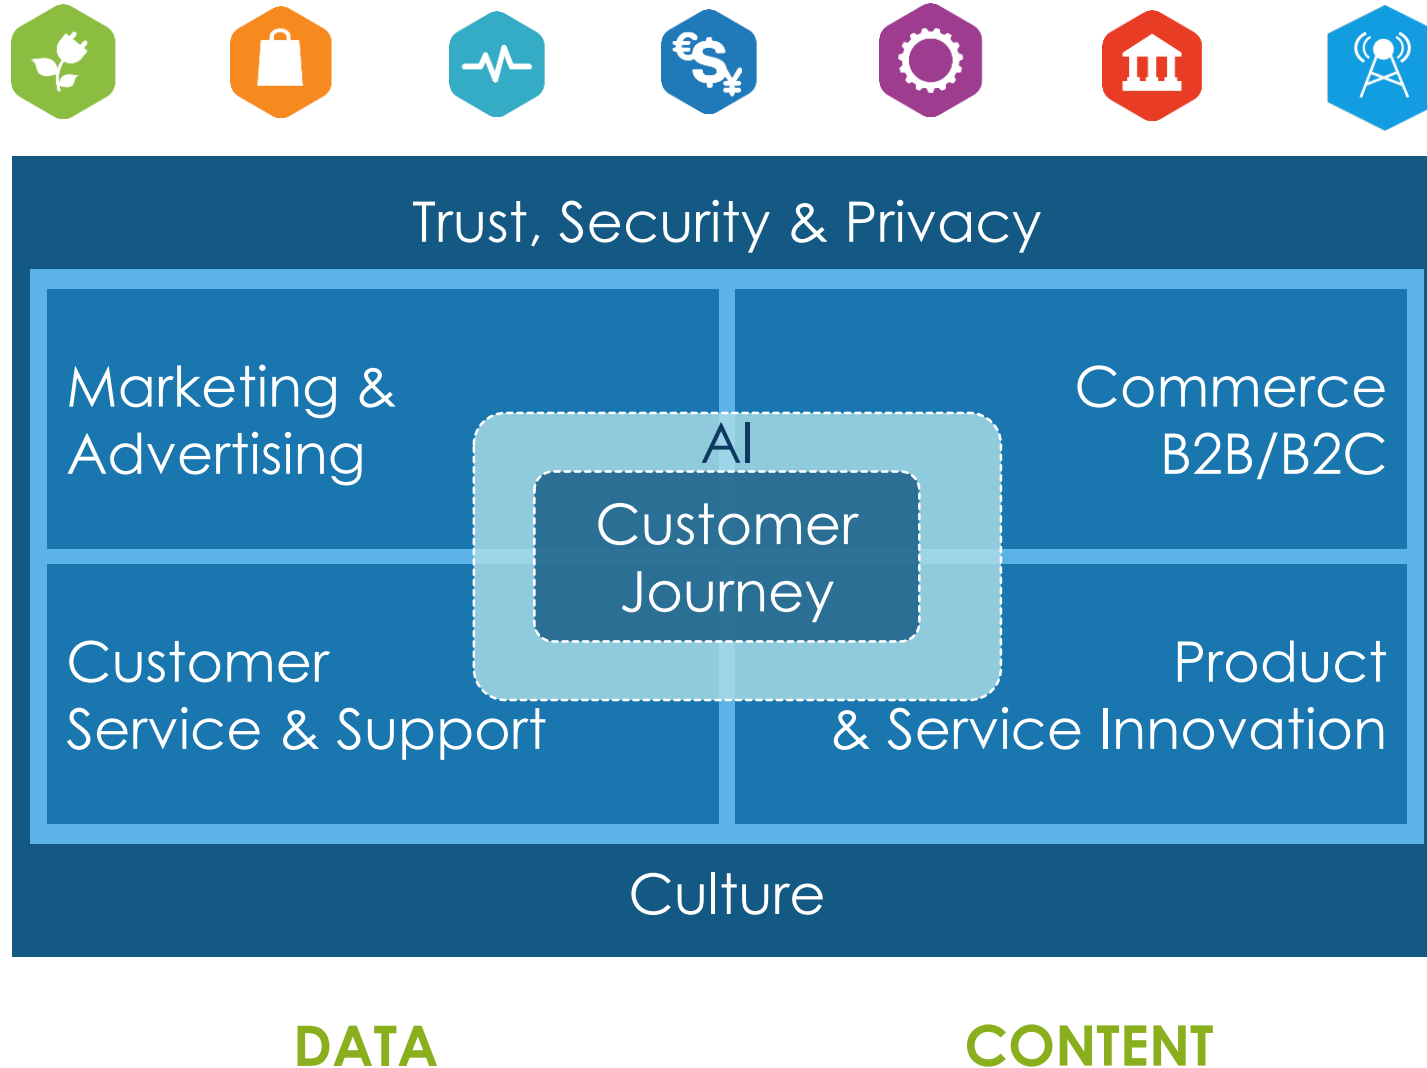 €$¥
Trust, Security & Privacy
Marketing &
Advertising
Commerce
B2B/B2C
AI
Customer
Journey
Customer
Service & Support
Product
& Service Innovation
Culture
DATA
CONTENT